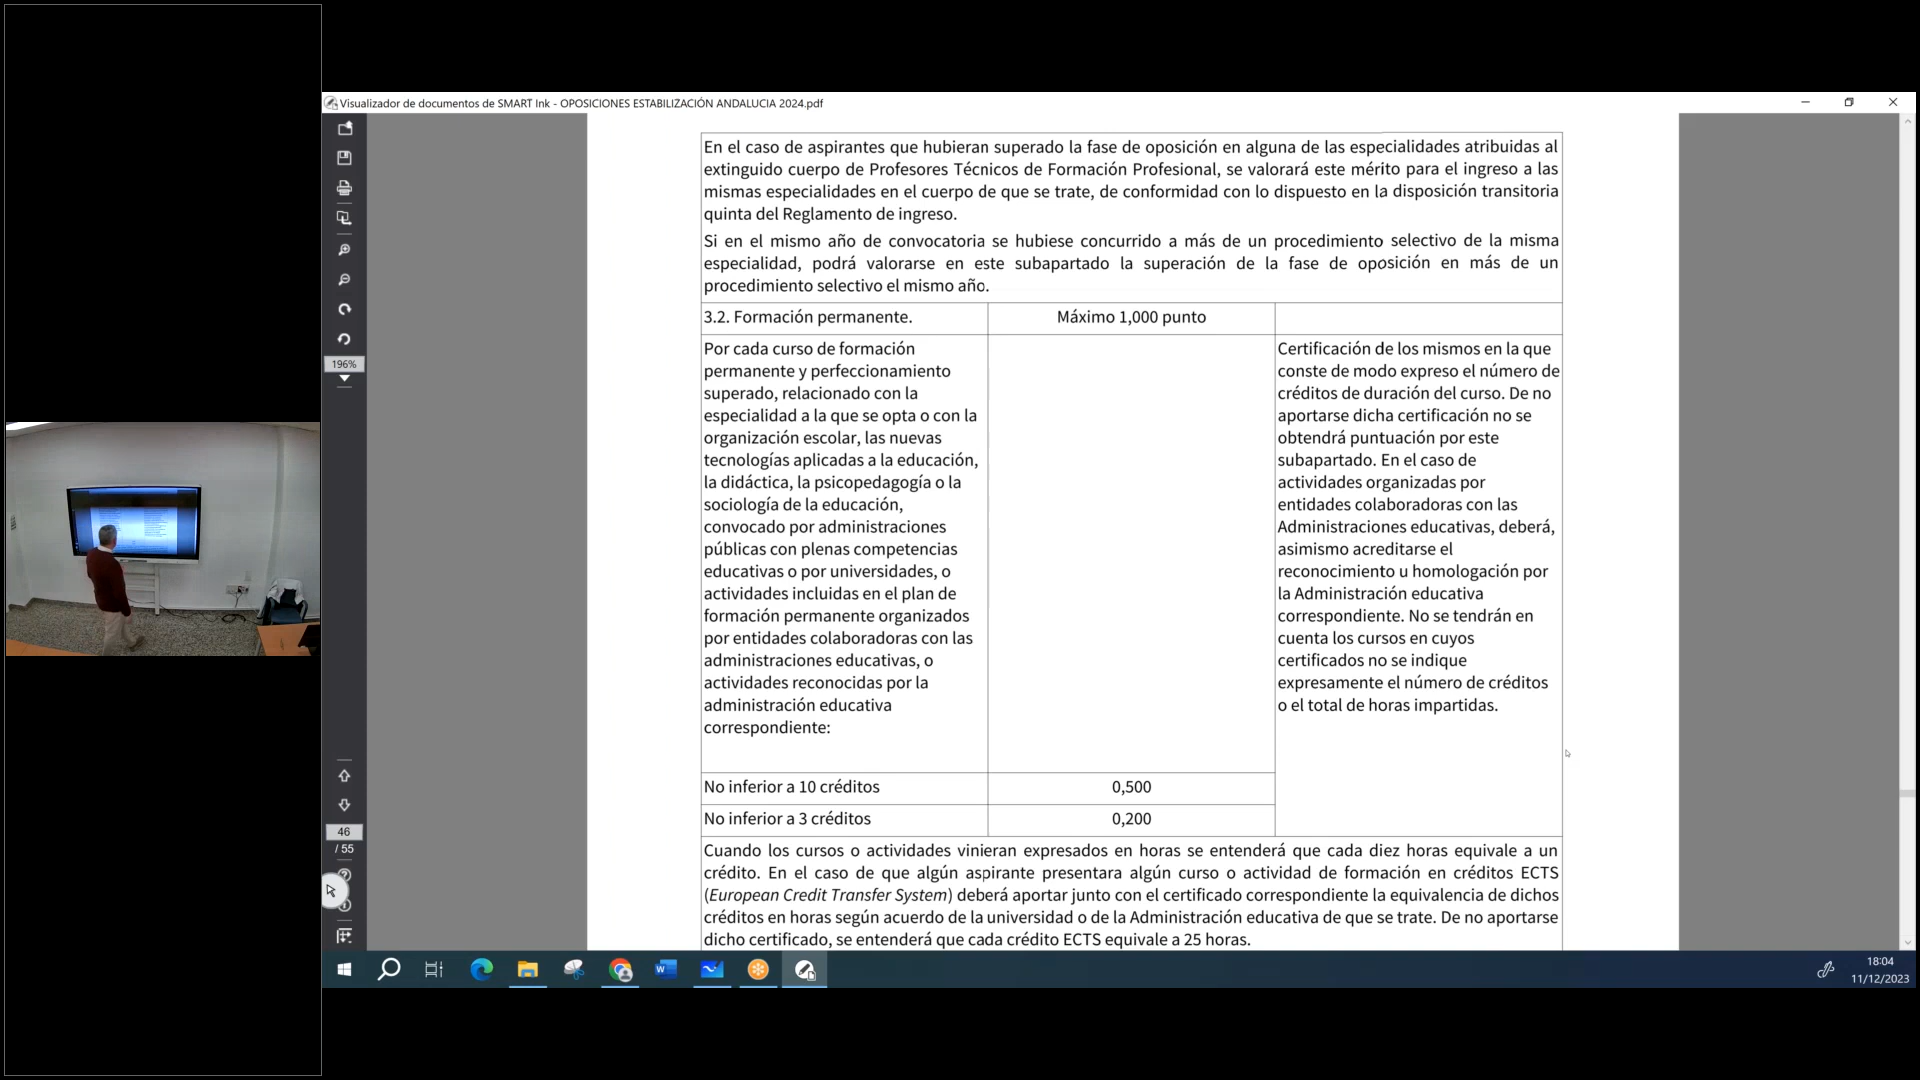 Visualizador de documentos de SMART Ink - OPOSICIONES ESTABILIZACIÓN ANDALUCIA 2024.pdf
En el caso de aspirantes que hubieran superado la fase de oposición en alguna de las especialidades atribuidas al
extinguido cuerpo de Profesores Técnicos de Formación Profesional, se valorará este mérito para el ingreso a las
mismas especialidades en el cuerpo de que se trate, de conformidad con lo dispuesto en la disposición transitoria
quinta del Reglamento de ingreso.
Si en el mismo año de convocatoria se hubiese concurrido a más de un procedimiento selectivo de la misma
especialidad, podrá valorarse en este subapartado la superación de la fase de oposición en más de un
procedimiento selectivo el mismo año.
3.2. Formación permanente.
Máximo 1,000 punto
Por cada curso de formación
permanente y perfeccionamiento
superado, relacionado con la
especialidad a la que se opta o con la
organización escolar, las nuevas
tecnologías aplicadas a la educación,
la didáctica, la psicopedagogía o la
sociología de la educación,
convocado por administraciones
públicas con plenas competencias
educativas o por universidades, o
actividades incluidas en el plan de
formación permanente organizados
por entidades colaboradoras con las
administraciones educativas, o
actividades reconocidas por la
administración educativa
correspondiente:
Certificación de los mismos en la que
conste de modo expreso el número de
créditos de duración del curso. De no
aportarse dicha certificación no se
obtendrá puntuación por este
subapartado. En el caso de
actividades organizadas por
entidades colaboradoras con las
Administraciones educativas, deberá,
asimismo acreditarse el
reconocimiento u homologación por
la Administración educativa
correspondiente. No se tendrán en
cuenta los cursos en cuyos
certificados no se indique
expresamente el número de créditos
o el total de horas impartidas.
No inferior a 10 créditos
0,500
No inferior a 3 créditos
0,200
Cuando los cursos o actividades vinieran expresados en horas se entenderá que cada diez horas equivale a un
crédito. En el caso de que algún aspirante presentara algún curso o actividad de formación en créditos ECTS
(European Credit Transfer System) deberá aportar junto con el certificado correspondiente la equivalencia de dichos
créditos en horas según acuerdo de la universidad o de la Administración educativa de que se trate. De no aportarse
dicho certificado, se entenderá que cada crédito ECTS equivale a 25 horas.
196%
46
/ 55
18:04
11/12/2023